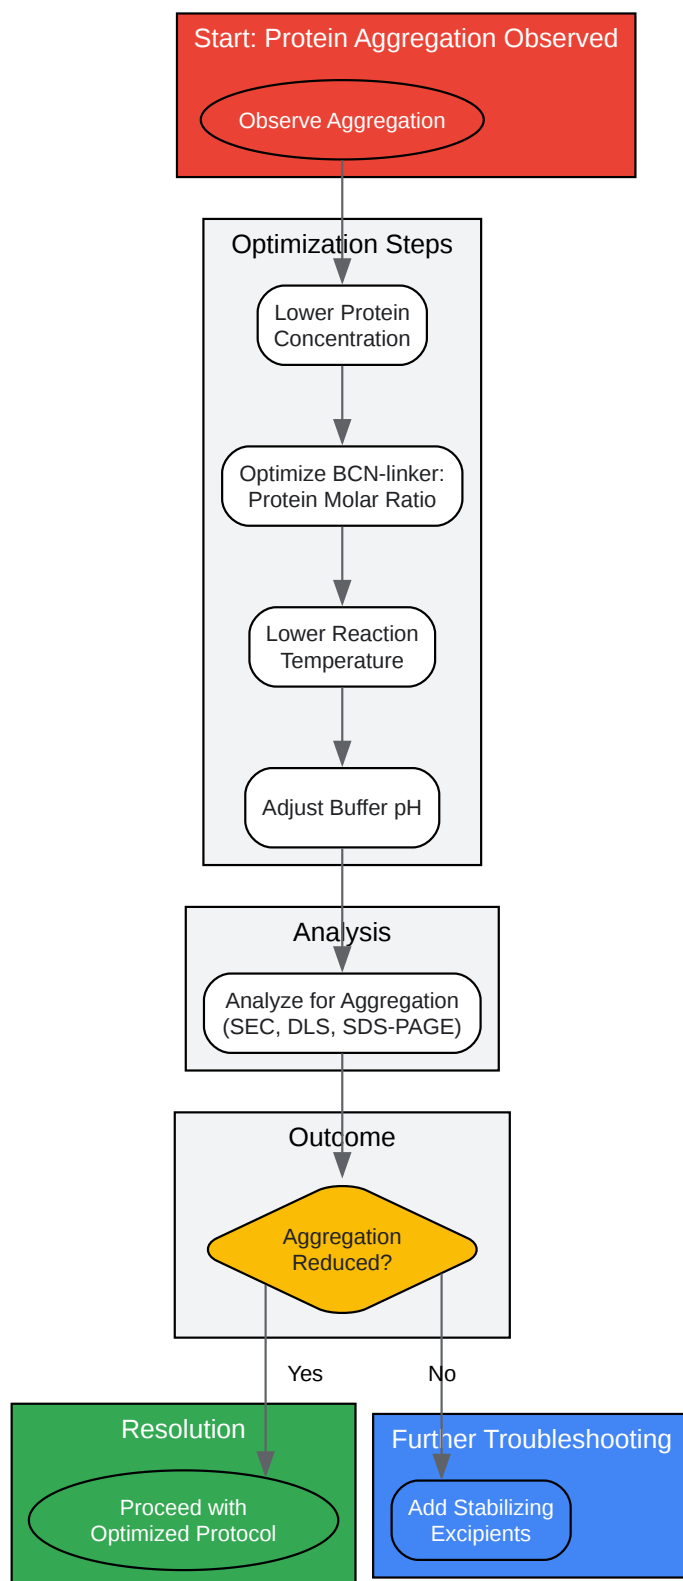 Start: Protein Aggregation Observed
Observe Aggregation
Optimization Steps
Lower Protein
Concentration
Optimize BCN-linker:
Protein Molar Ratio
Lower Reaction
Temperature
Adjust Buffer pH
Analysis
Analyze for Aggregation
(SEC, DLS, SDS-PAGE)
Outcome
Aggregation
Reduced?
Yes
No
Resolution
Proceed with
Optimized Protocol
Further Troubleshooting
Add Stabilizing
Excipients